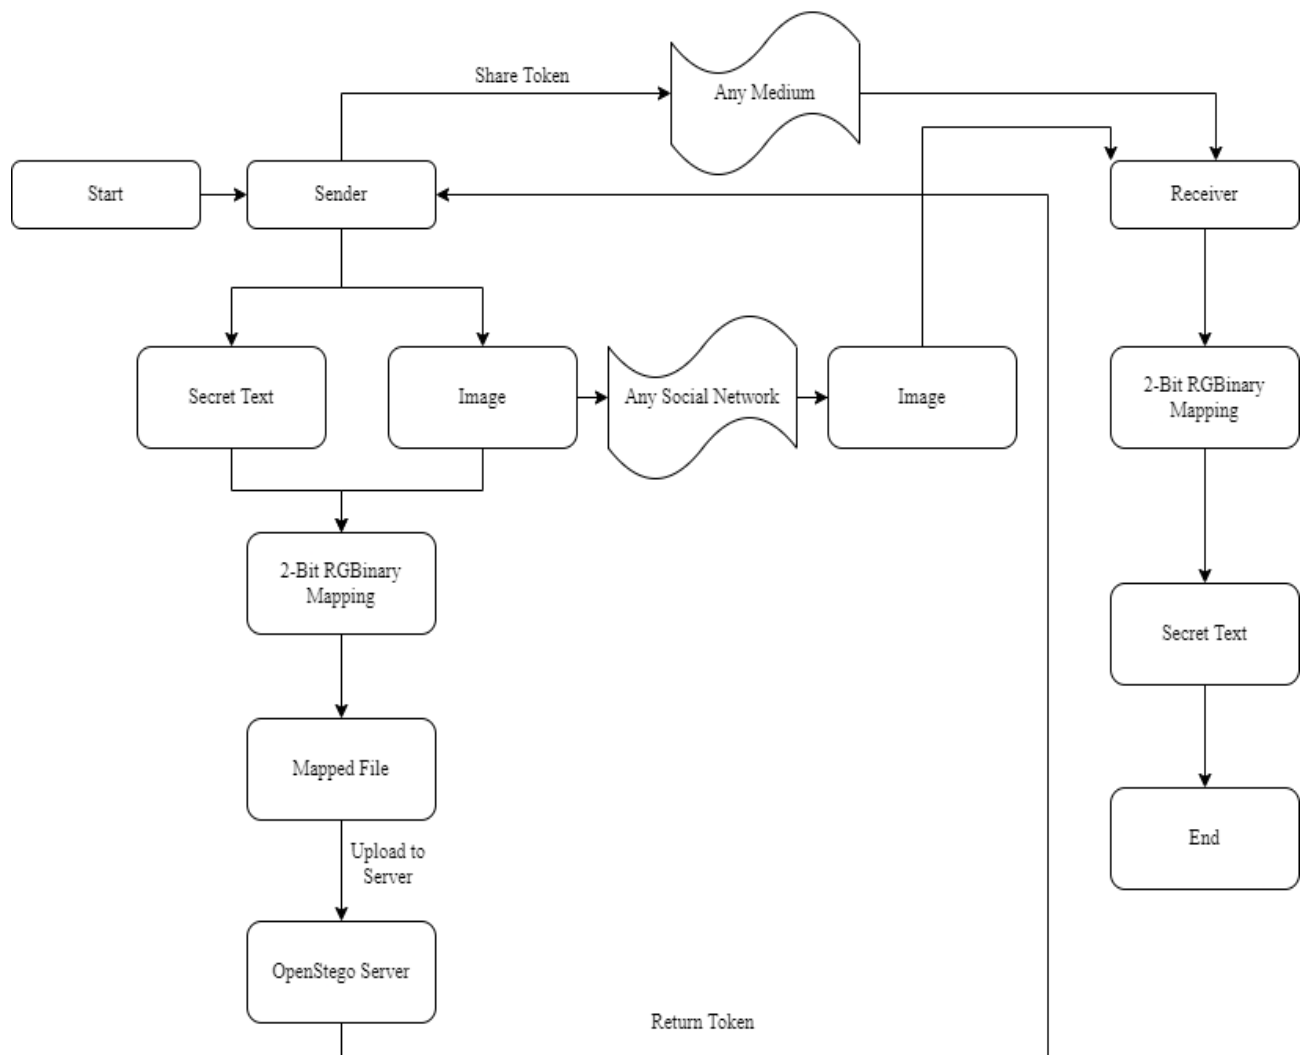 Share Token
Any Medium
Start
Sender
Receiver
Secret Text
Image
Any Social Network
Image
2-Bit RGBinary
Mapping
2-Bit RGBinary
Mapping
Secret Text
Mapped File
Upload to
Server
End
OpenStego Server
Return Token